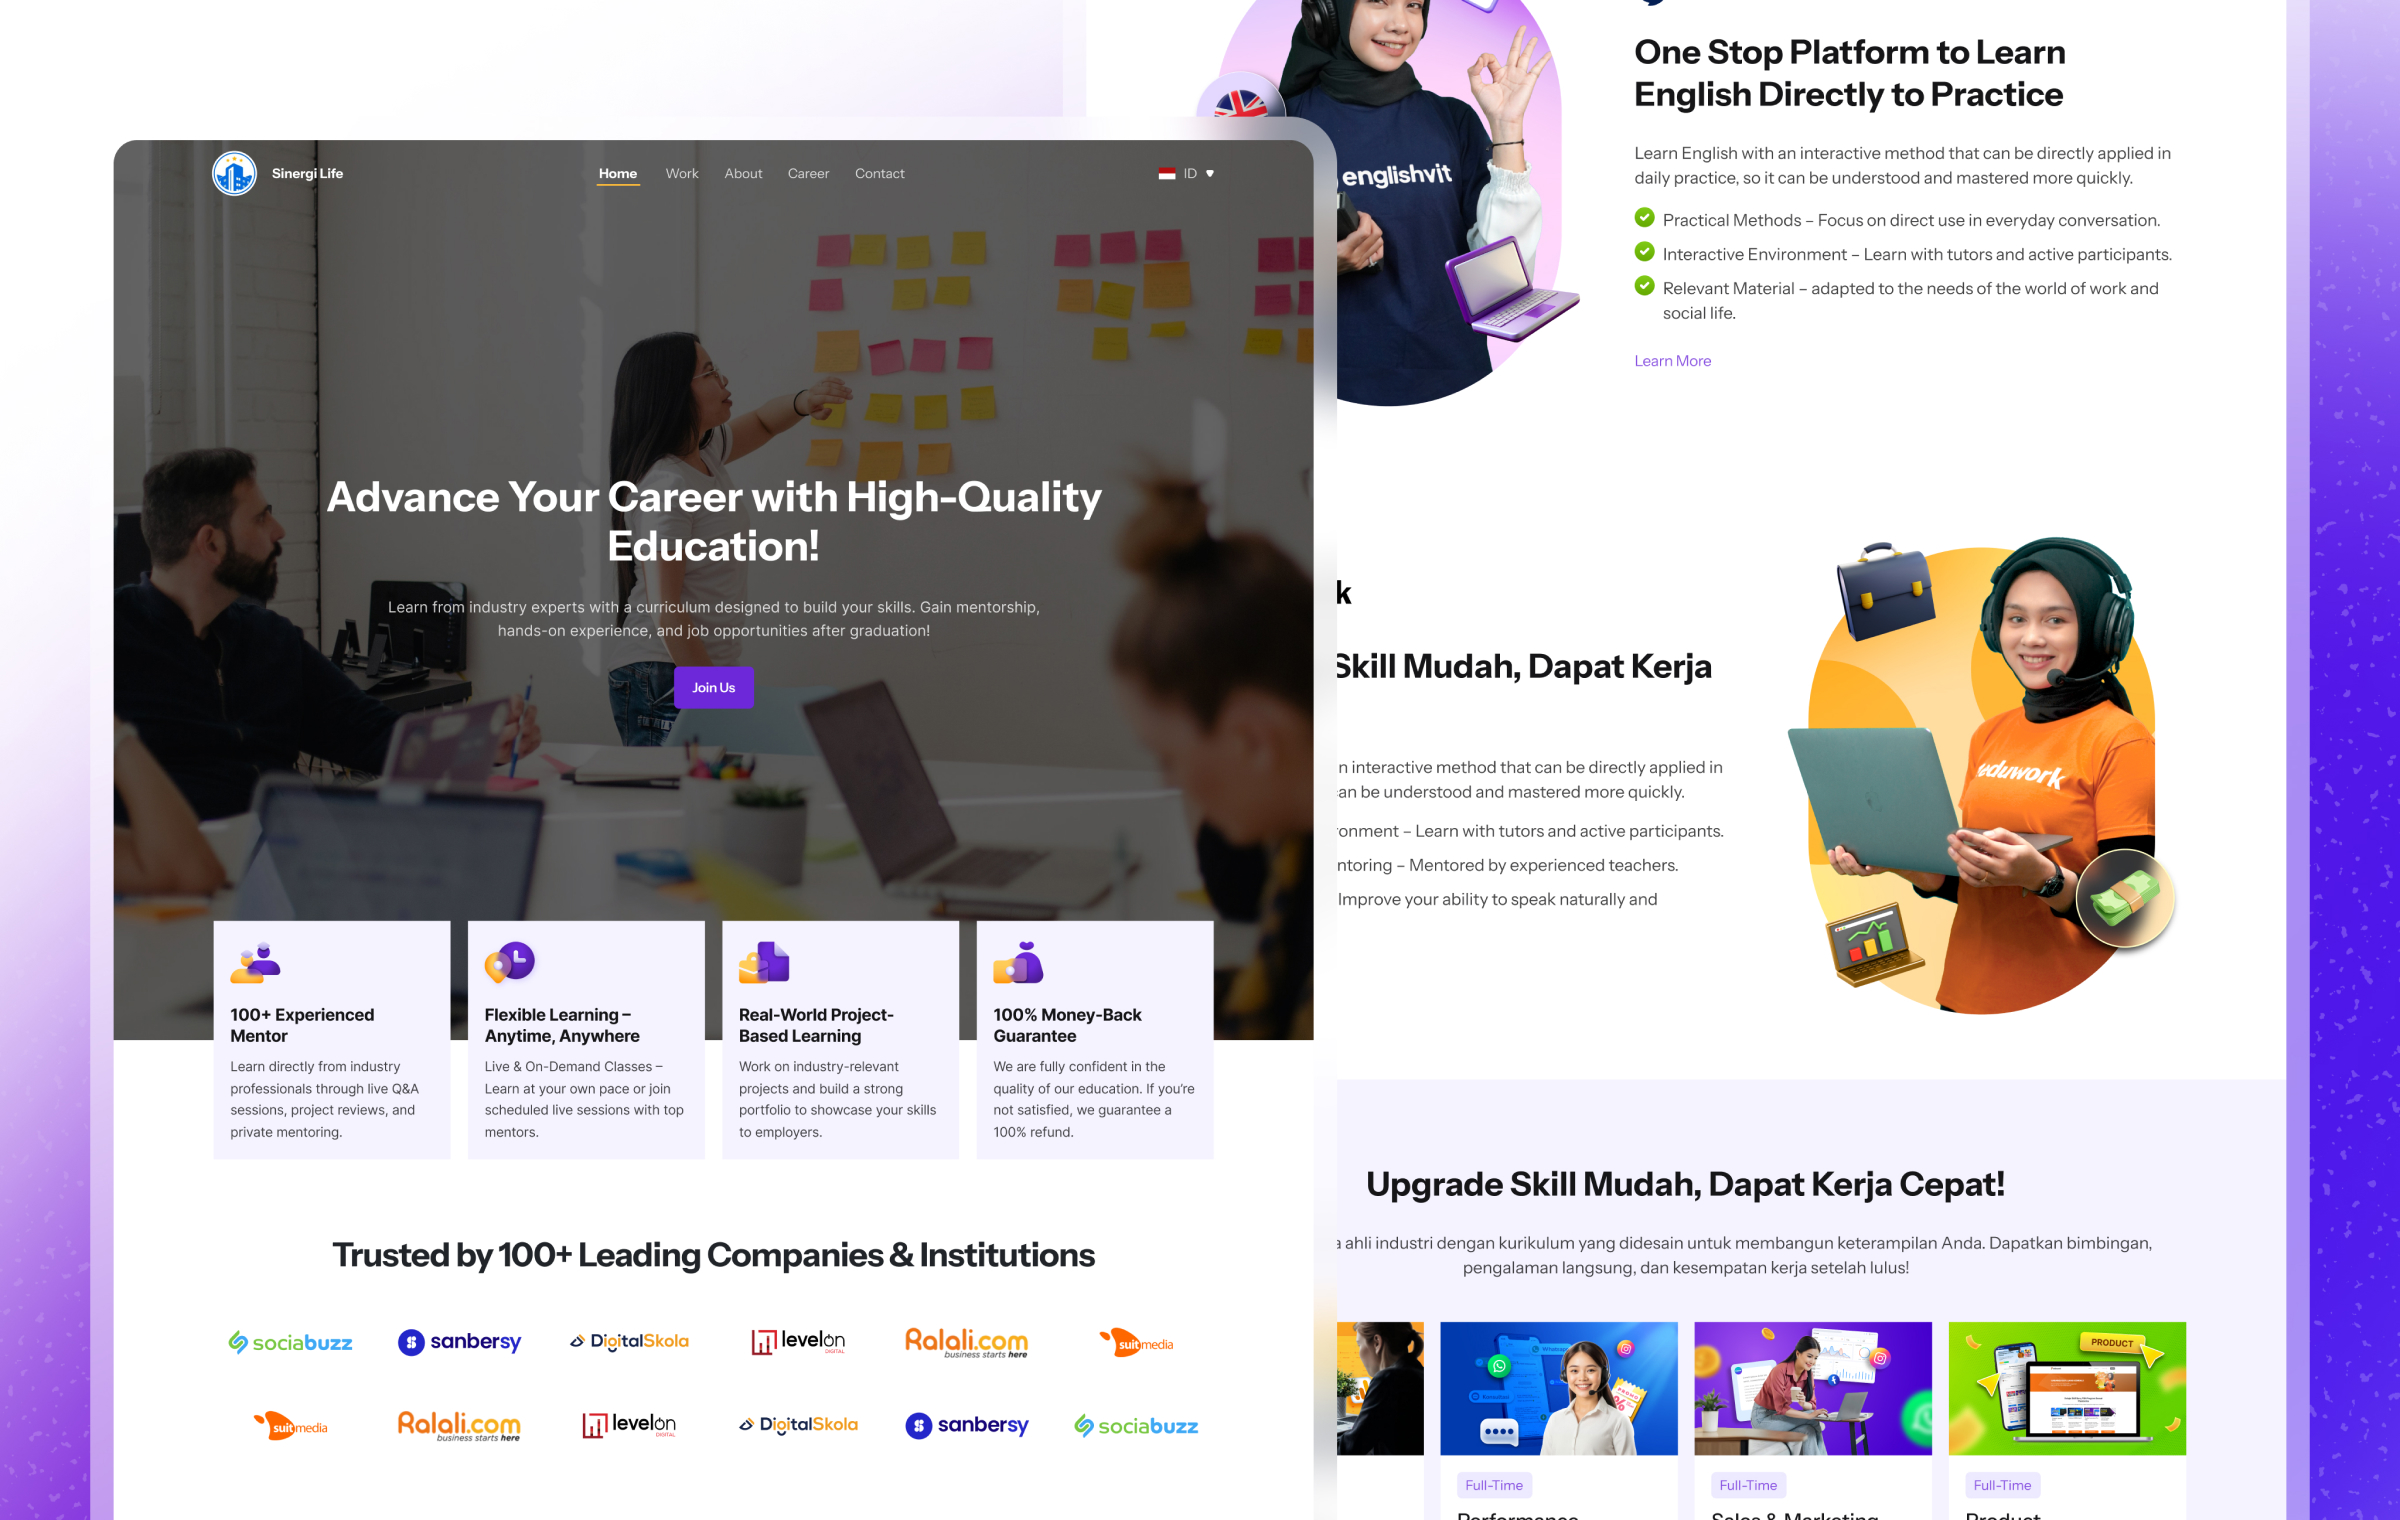 Sinergi Life
Home Work About Career Contact
ID
Advance Your Career with High-Quality
Education!
Learn from industry experts with a curriculum designed to build your skills. Gain mentorship,
hands-on experience, and job opportunities after graduation!
Join Us
100+ Experienced
Mentor
Learn directly from industry
professionals through live Q&A
sessions, project reviews, and
private mentoring.
Flexible Learning –
Anytime, Anywhere
Live & On-Demand Classes –
Learn at your own pace or join
scheduled live sessions with top
mentors.
Real-World Project-
Based Learning
Work on industry-relevant
projects and build a strong
portfolio to showcase your skills
to employers.
100% Money-Back
Guarantee
We are fully confident in the
quality of our education. If you're
not satisfied, we guarantee a
100% refund.
Trusted by 100+ Leading Companies & Institutions
sociabuzz sanbersy DigitalSkola levelon DIGITAL Ralali.com business starts here suitmedia
suitmedia Ralali.com business starts here levelon DIGITAL DigitalSkola sanbersy sociabuzz
englishvit
One Stop Platform to Learn
English Directly to Practice
Learn English with an interactive method that can be directly applied in
daily practice, so it can be understood and mastered more quickly.
Practical Methods – Focus on direct use in everyday conversation.
Interactive Environment – Learn with tutors and active participants.
Relevant Material – adapted to the needs of the world of work and
social life.
Learn More
k
Skill Mudah, Dapat Kerja
n interactive method that can be directly applied in
an be understood and mastered more quickly.
ronment – Learn with tutors and active participants.
ntoring – Mentored by experienced teachers.
Improve your ability to speak naturally and
eduwork
Upgrade Skill Mudah, Dapat Kerja Cepat!
a ahli industri dengan kurikulum yang didesain untuk membangun keterampilan Anda. Dapatkan bimbingan,
pengalaman langsung, dan kesempatan kerja setelah lulus!
Whatsapp
PROMO
%
PRODUCT
Full-Time
Full-Time
Full-Time
Performance
Sales & Marketing
Product